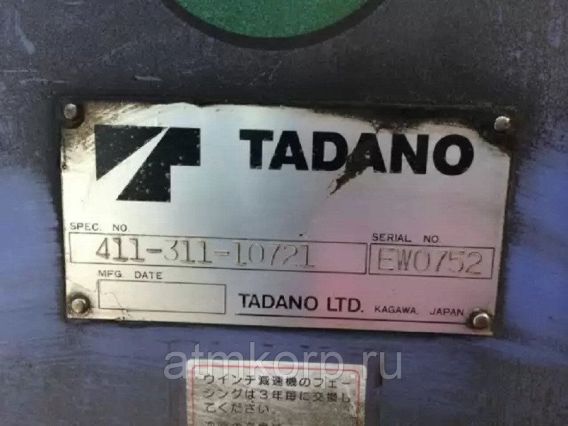 TADANO
SPEC. NO.
411-311-10721
SERIAL NO.
EW0752
MFG. DATE
TADANO LTD. KAGAWA, JAPAN
atmkorp.ru
ウインチ減速機のフェー
シングは3年毎に交換し
てください。